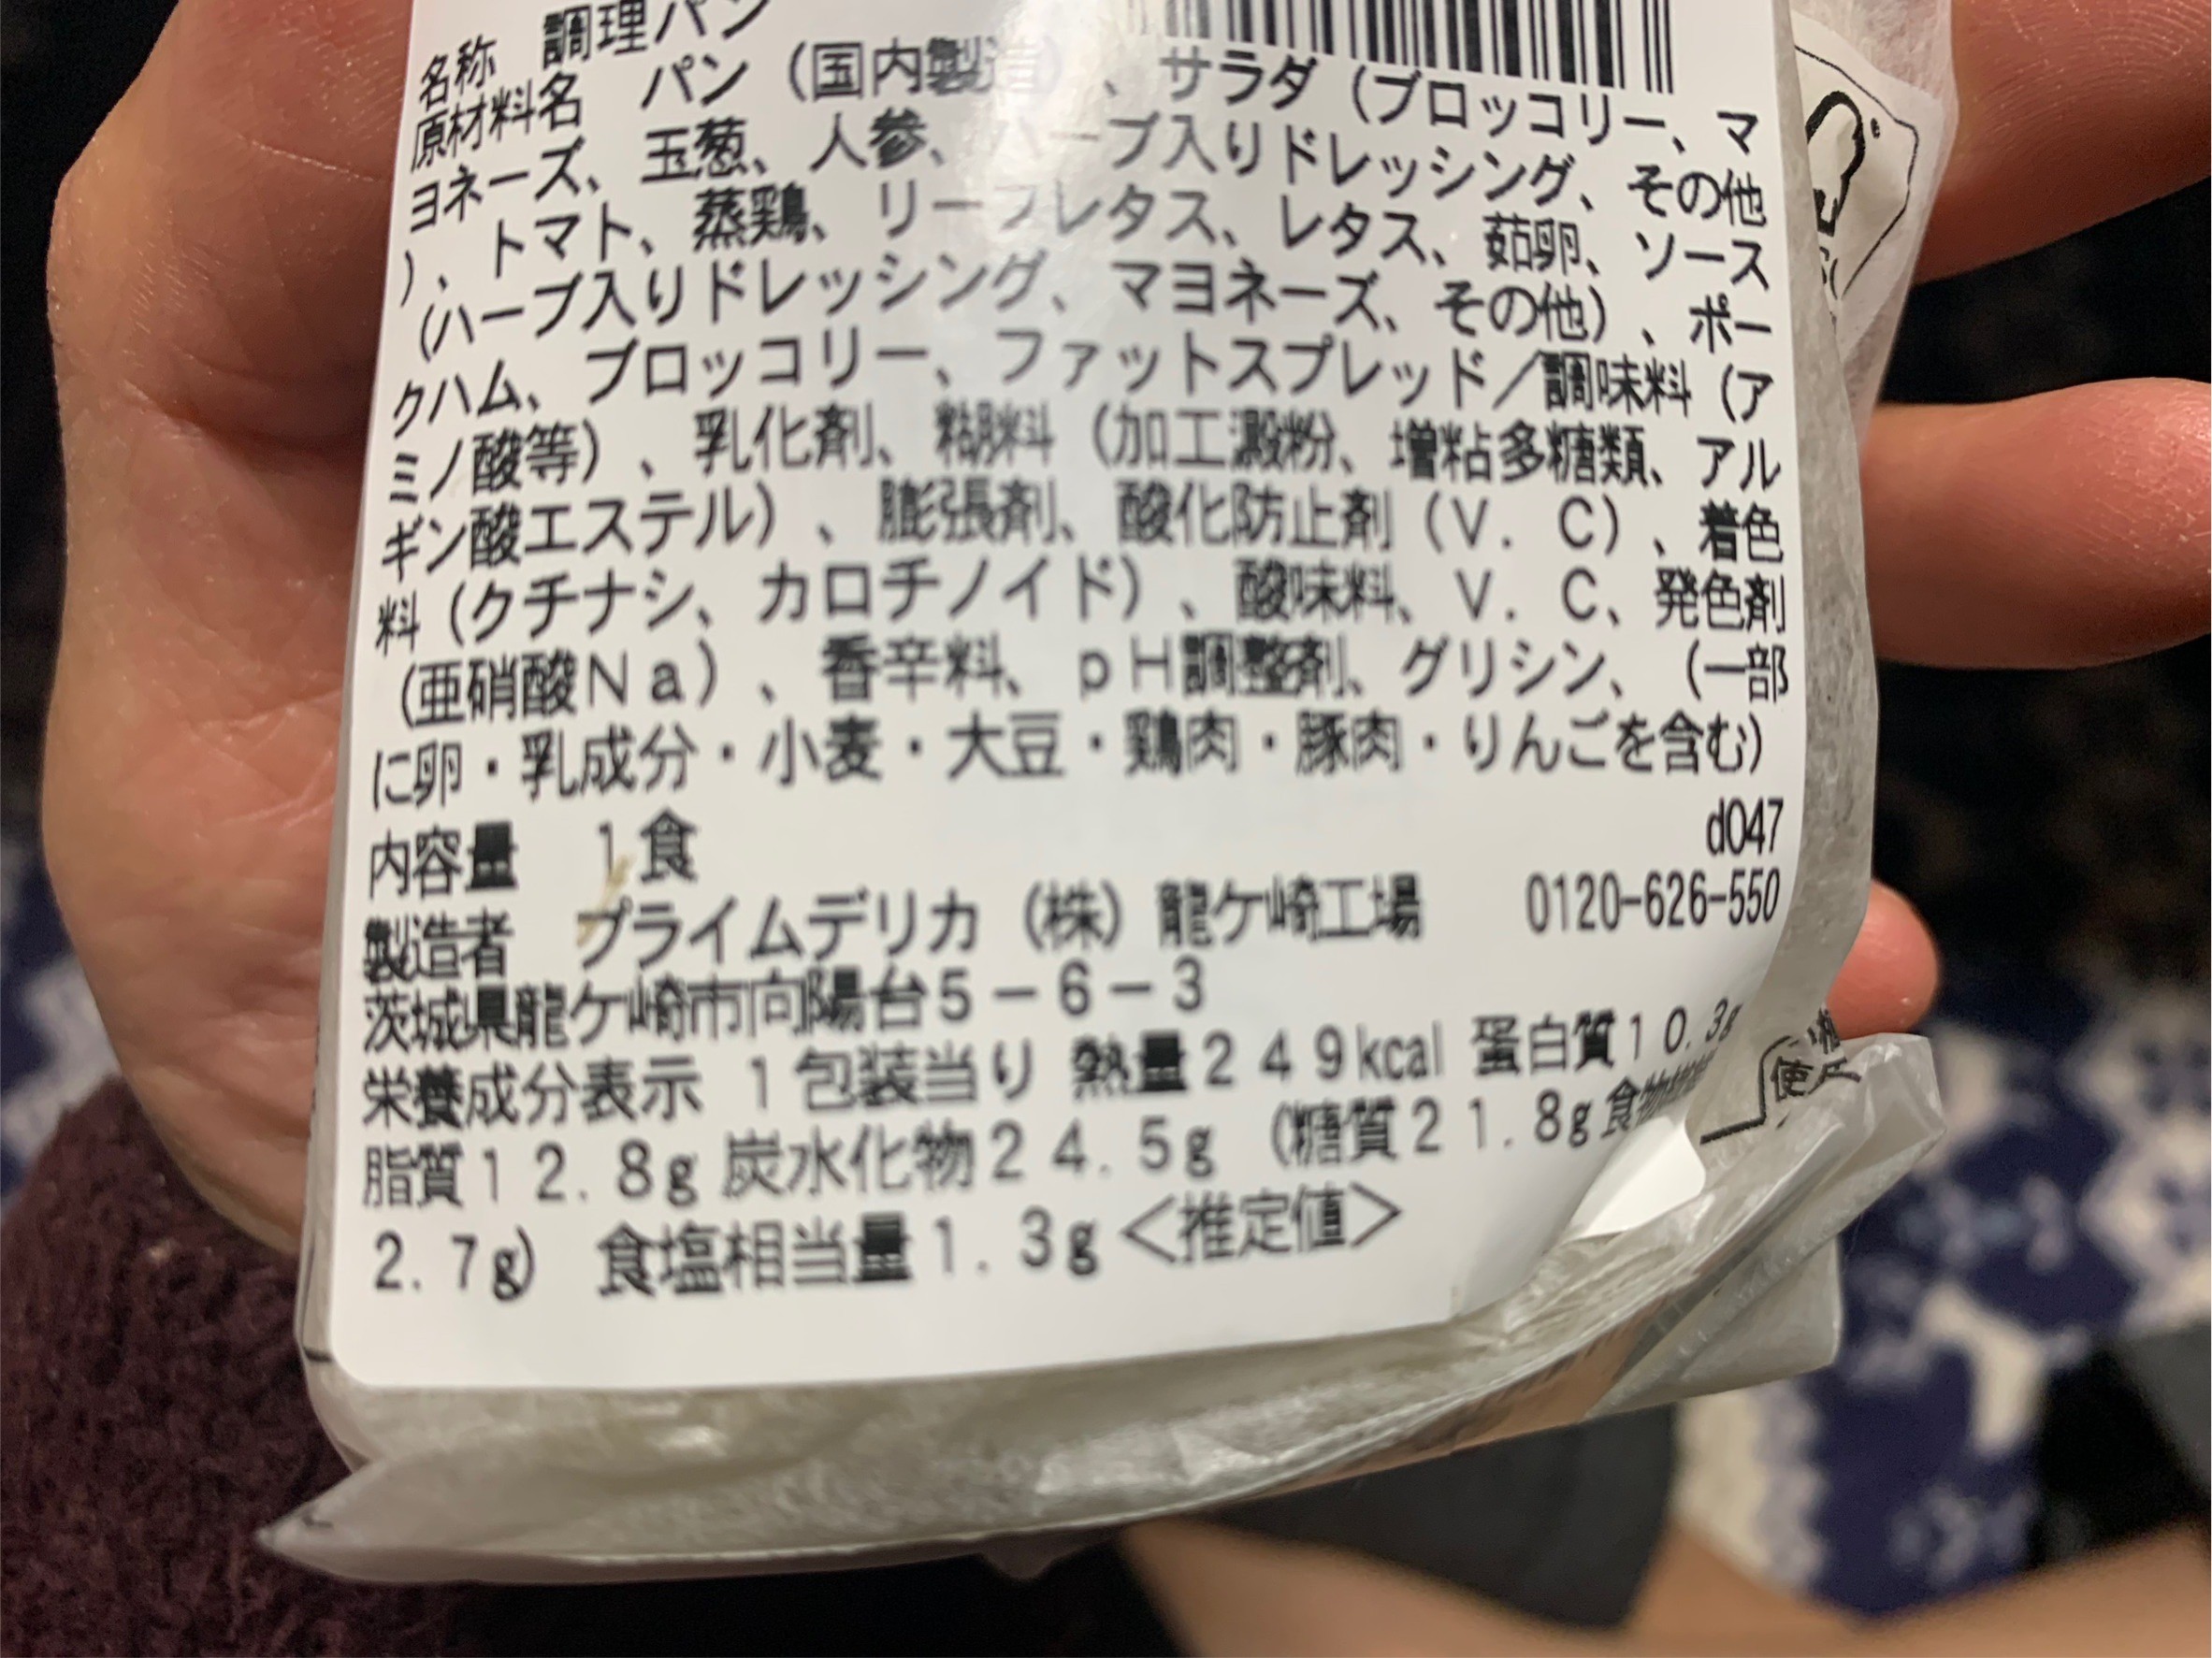 名称 調理パン
原材料名 パン（国内製造）、サラダ（ブロッコリー、マ
ヨネーズ、玉葱、人参、ハーブ入りドレッシング、その他
）、トマト、蒸鶏、リーフレタス、レタス、茹卵、ソース
（ハーブ入りドレッシング、マヨネーズ、その他）、ポー
クハム、ブロッコリー、ファットスプレッド／調味料（ア
ミノ酸等）、乳化剤、糊料（加工澱粉、増粘多糖類、アル
ギン酸エステル）、膨張剤、酸化防止剤（V．C）、着色
料（クチナシ、カロチノイド）、酸味料、V．C、発色剤
（亜硝酸Na）、香辛料、pH調整剤、グリシン、（一部
に卵・乳成分・小麦・大豆・鶏肉・豚肉・りんごを含む）
d047
内容量 1食
製造者 プライムデリカ（株）龍ケ崎工場 0120-626-550
茨城県龍ケ崎市向陽台5－6－3
栄養成分表示 1包装当り 熱量249kcal 蛋白質10.3g
脂質12.8g 炭水化物24.5g（糖質21.8g 食物
2.7g） 食塩相当量1.3g＜推定値＞